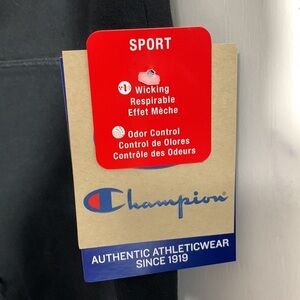 SPORT
Wicking
Respirable
Effet Mèche
Odor Control
Control de Olores
Contrôle des Odeurs
Champion
AUTHENTIC ATHLETICWEAR
SINCE 1919